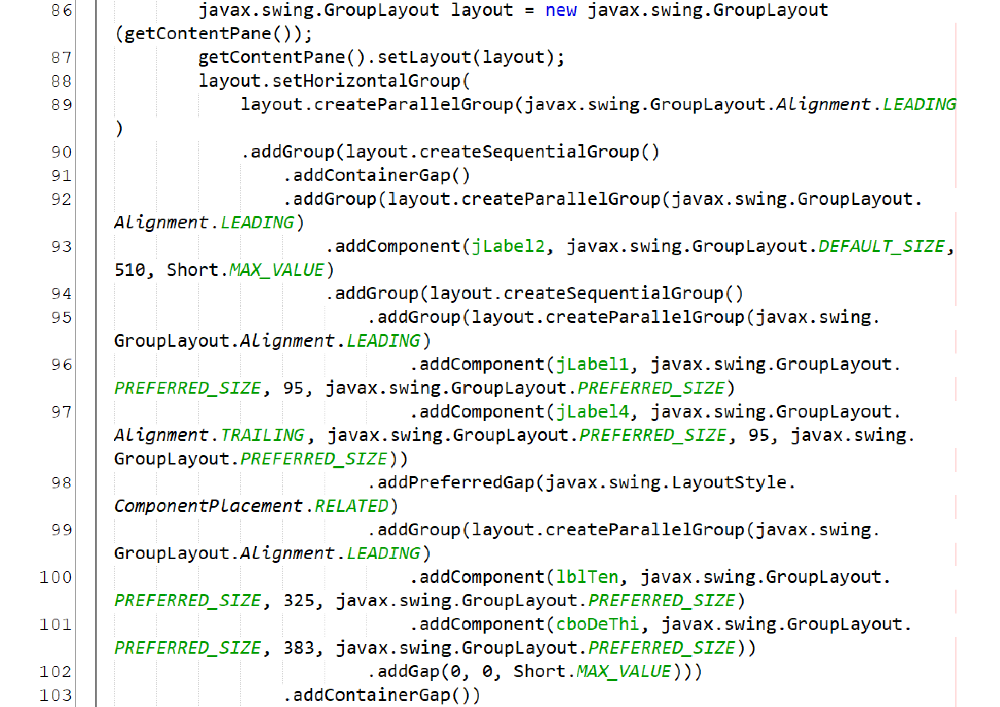 86 javax.swing.GroupLayout layout = new javax.swing.GroupLayout
(getContentPane());
87 getContentPane().setLayout(layout);
88 layout.setHorizontalGroup(
89 layout.createParallelGroup(javax.swing.GroupLayout.Alignment.LEADING
)
90 .addGroup(layout.createSequentialGroup()
91 .addContainerGap()
92 .addGroup(layout.createParallelGroup(javax.swing.GroupLayout.
Alignment.LEADING)
93 .addComponent(jLabel2, javax.swing.GroupLayout.DEFAULT_SIZE,
510, Short.MAX_VALUE)
94 .addGroup(layout.createSequentialGroup()
95 .addGroup(layout.createParallelGroup(javax.swing.
GroupLayout.Alignment.LEADING)
96 .addComponent(jLabel1, javax.swing.GroupLayout.
PREFERRED_SIZE, 95, javax.swing.GroupLayout.PREFERRED_SIZE)
97 .addComponent(jLabel4, javax.swing.GroupLayout.
Alignment.TRAILING, javax.swing.GroupLayout.PREFERRED_SIZE, 95, javax.swing.
GroupLayout.PREFERRED_SIZE))
98 .addPreferredGap(javax.swing.LayoutStyle.
ComponentPlacement.RELATED)
99 .addGroup(layout.createParallelGroup(javax.swing.
GroupLayout.Alignment.LEADING)
100 .addComponent(lblTen, javax.swing.GroupLayout.
PREFERRED_SIZE, 325, javax.swing.GroupLayout.PREFERRED_SIZE)
101 .addComponent(cboDeThi, javax.swing.GroupLayout.
PREFERRED_SIZE, 383, javax.swing.GroupLayout.PREFERRED_SIZE))
102 .addGap(0, 0, Short.MAX_VALUE)))
103 .addContainerGap())